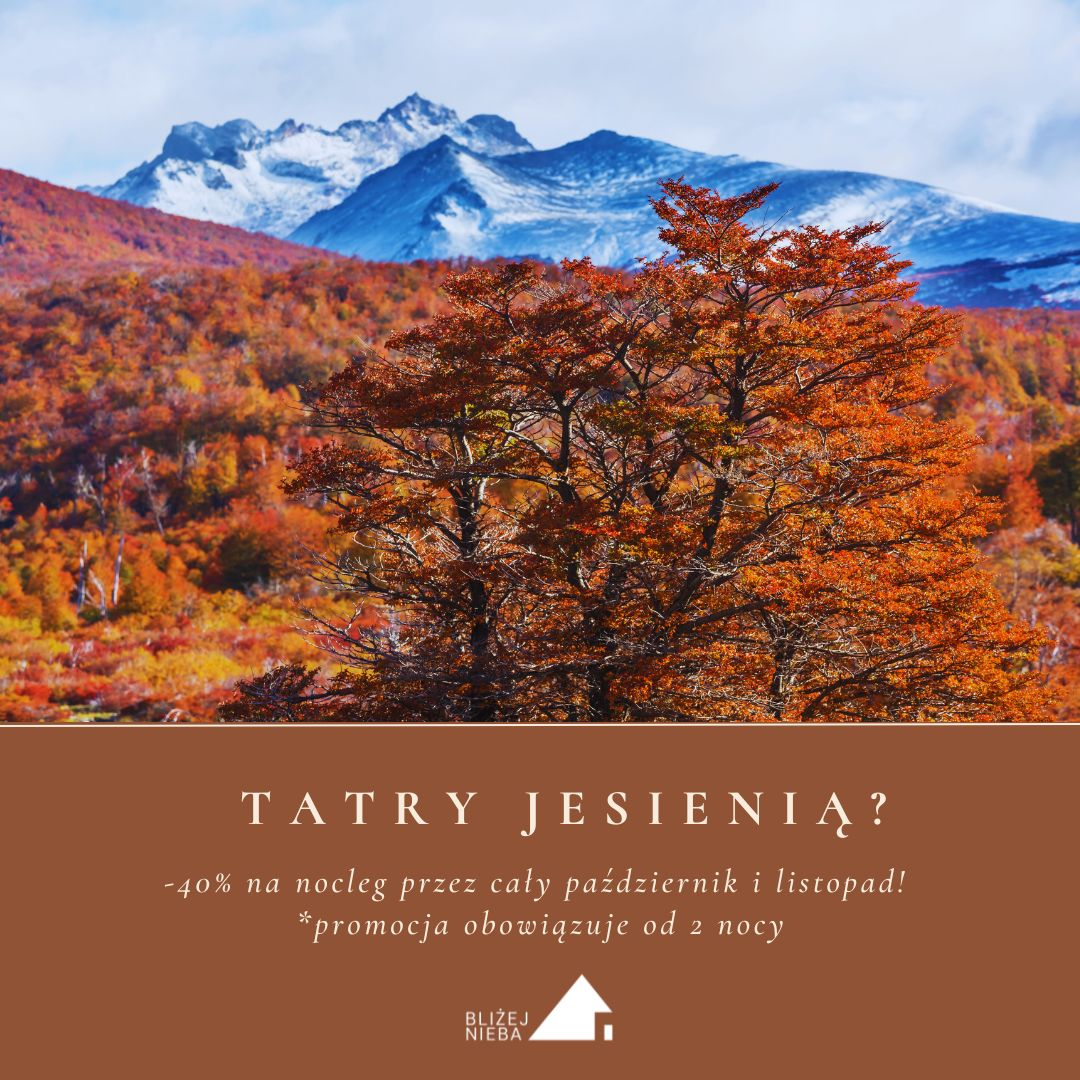 TATRY JESIENIĄ?
-40% na nocleg przez cały październik i listopad!
*promocja obowiązuje od 2 nocy
BLIŻEJ
NIEBA